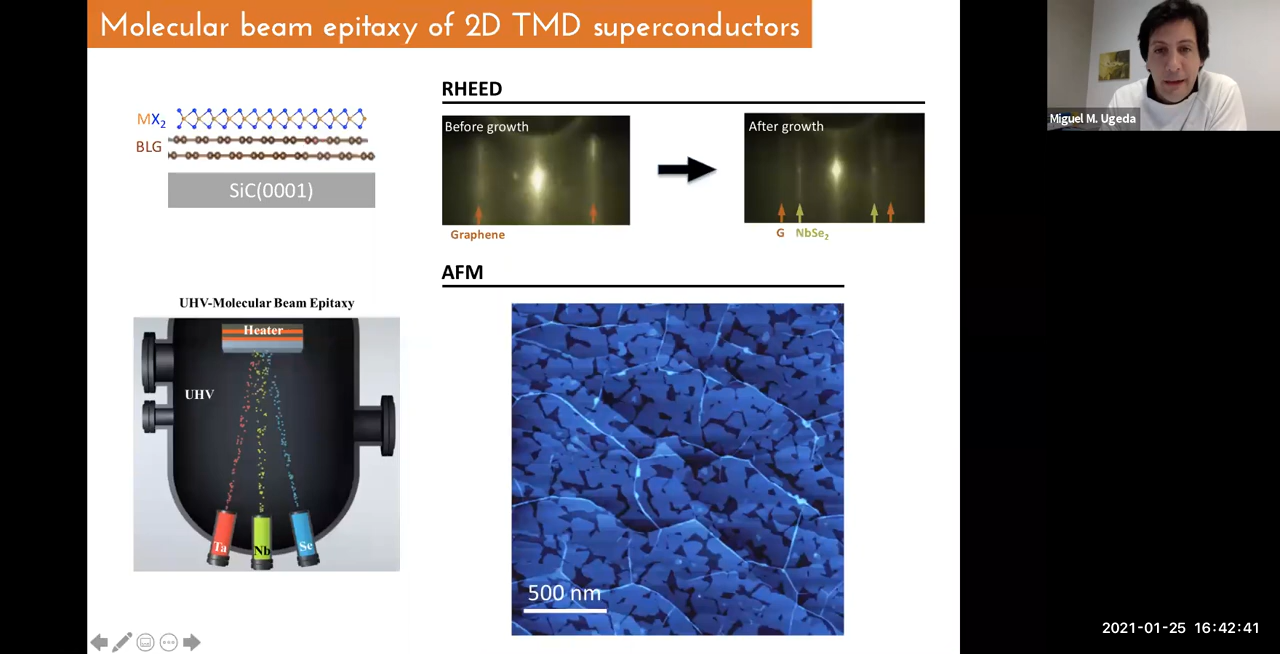 Molecular beam epitaxy of 2D TMD superconductors
MX₂
BLG
SiC(0001)
RHEED
Before growth
After growth
Graphene
G NbSe₂
UHV-Molecular Beam Epitaxy
Heater
UHV
Ta
Nb
Se
AFM
500 nm
Miguel M. Ugeda
2021-01-25 16:42:41